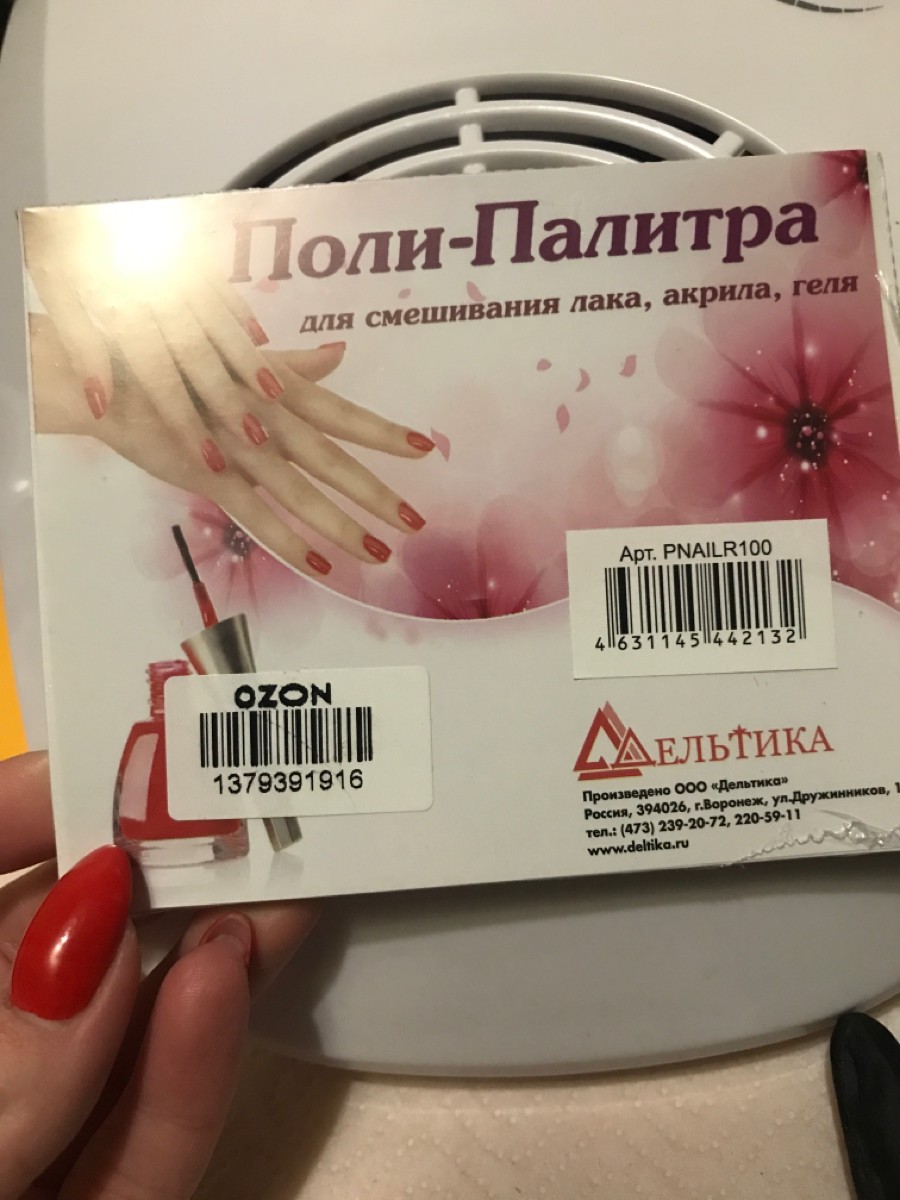 Поли-Палитра
для смешивания лака, акрила, геля
Арт. PNAILR100
4 631145 442132
OZON
1379391916
ДЕЛЬТИКА
Произведено ООО «Дельтика»
Россия, 394026, г.Воронеж, ул.Дружинников,
тел.: (473) 239-20-72, 220-59-11
www.deltika.ru